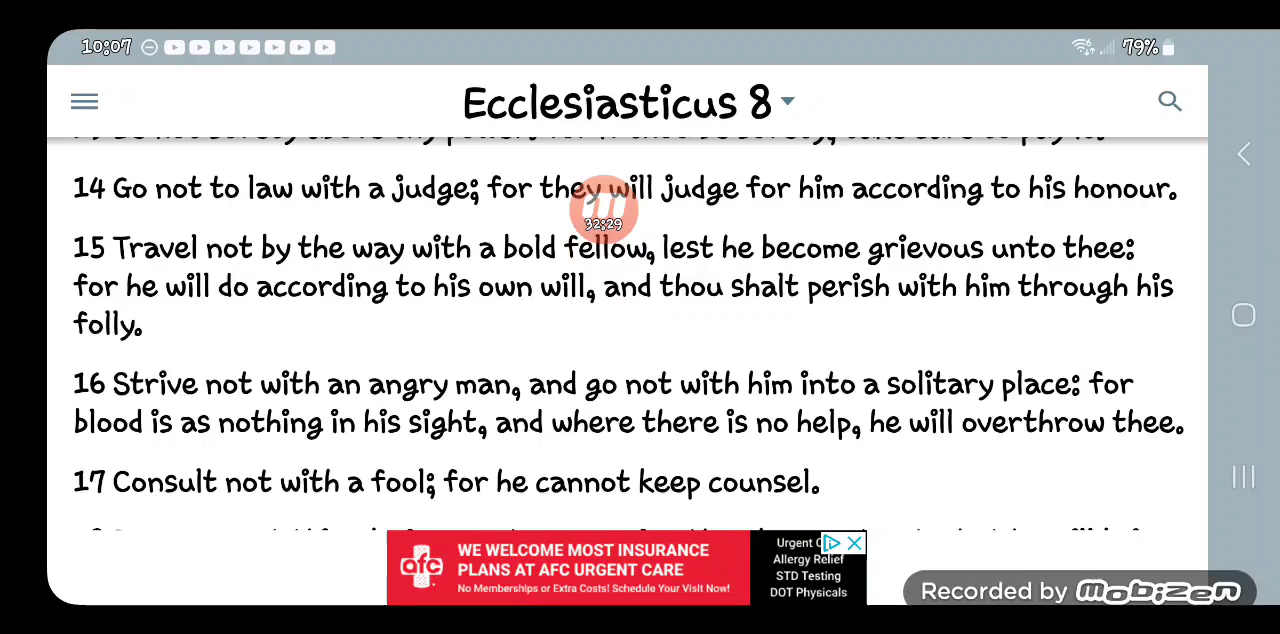 10:07
79%
Ecclesiasticus 8
14 Go not to law with a judge; for they will judge for him according to his honour.
32:29
15 Travel not by the way with a bold fellow, lest he become grievous unto thee:
for he will do according to his own will, and thou shalt perish with him through his
folly.
16 Strive not with an angry man, and go not with him into a solitary place: for
blood is as nothing in his sight, and where there is no help, he will overthrow thee.
17 Consult not with a fool; for he cannot keep counsel.
afc
WE WELCOME MOST INSURANCE
PLANS AT AFC URGENT CARE
No Memberships or Extra Costs! Schedule Your Visit Now!
Urgent
Allergy Relief
STD Testing
DOT Physicals
Recorded by Mobizen